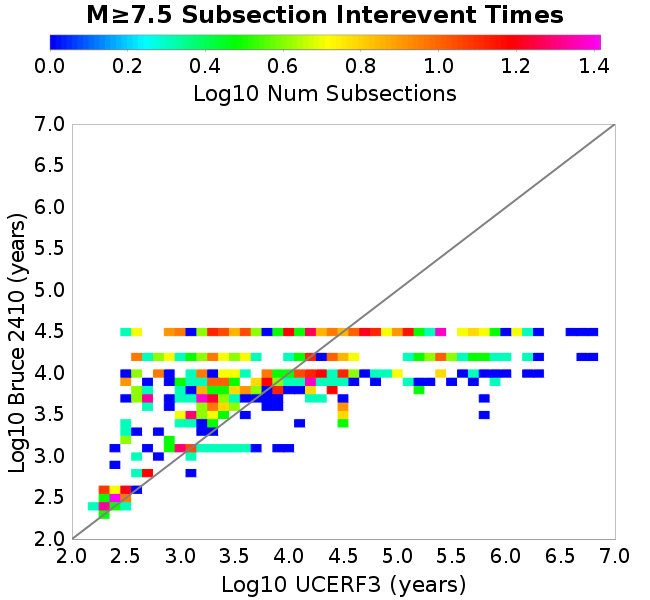 M≥7.5 Subsection Interevent Times
0.0 0.2 0.4 0.6 0.8 1.0 1.2 1.4
Log10 Num Subsections
7.0
6.5
6.0
5.5
5.0
4.5
4.0
3.5
3.0
2.5
2.0
Log10 Bruce 2410 (years)
2.0 2.5 3.0 3.5 4.0 4.5 5.0 5.5 6.0 6.5 7.0
Log10 UCERF3 (years)